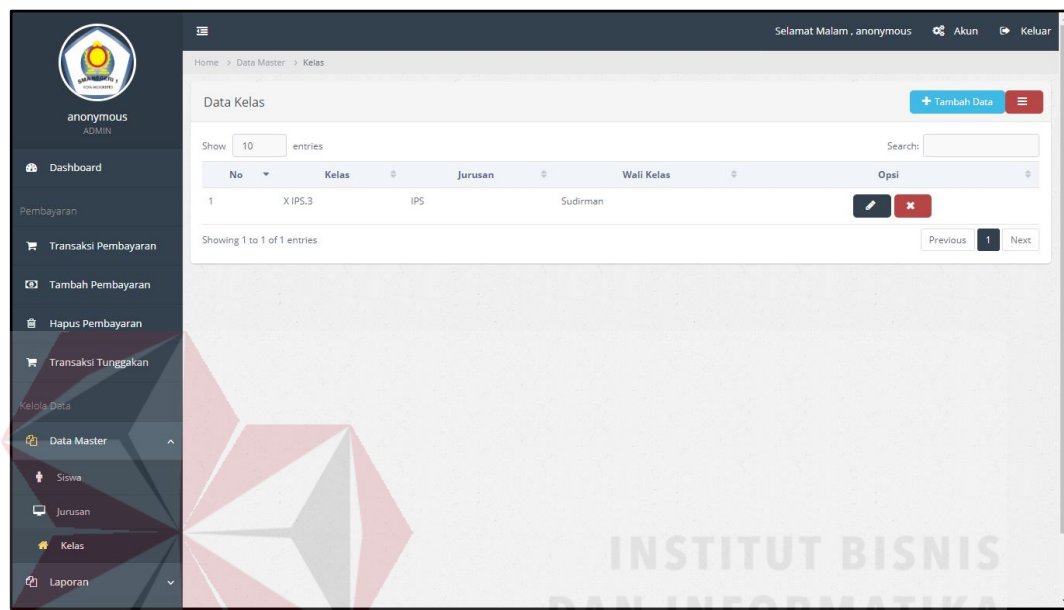 Selamat Malam , anonymous Akun Keluar
Home > Data Master > Kelas
anonymous
ADMIN
Dashboard
Pembayaran
Transaksi Pembayaran
Tambah Pembayaran
Hapus Pembayaran
Transaksi Tunggakan
Kelola Data
Data Master
Siswa
Jurusan
Kelas
Laporan
Data Kelas
+ Tambah Data
Show 10 entries
Search:
No Kelas Jurusan Wali Kelas Opsi
1 X IPS.3 IPS Sudirman
Showing 1 to 1 of 1 entries
Previous 1 Next
INSTITUT BISNIS
DAN INFORMATIKA